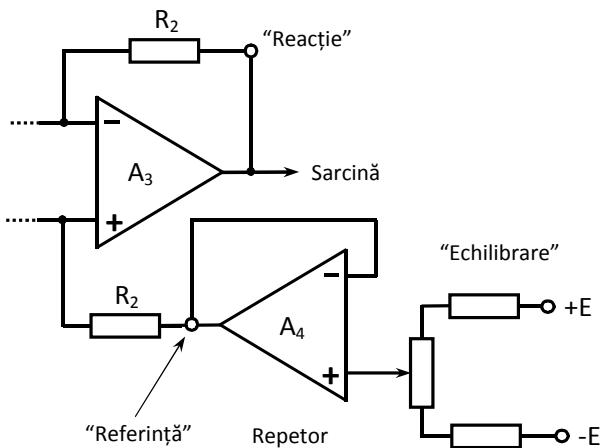 R₂
“Reacție”
−
A₃
+
Sarcină
“Echilibrare”
−
R₂
A₄
+
+E
-E
“Referință”
Repetor